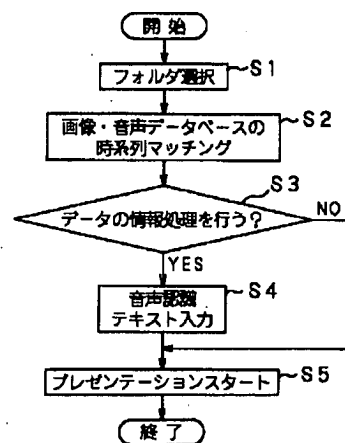 開始
フォルダ選択
S1
画像・音声データベースの
時系列マッチング
S2
データの情報処理を行う?
S3
NO
YES
音声認識
テキスト入力
S4
プレゼンテーションスタート
S5
終了